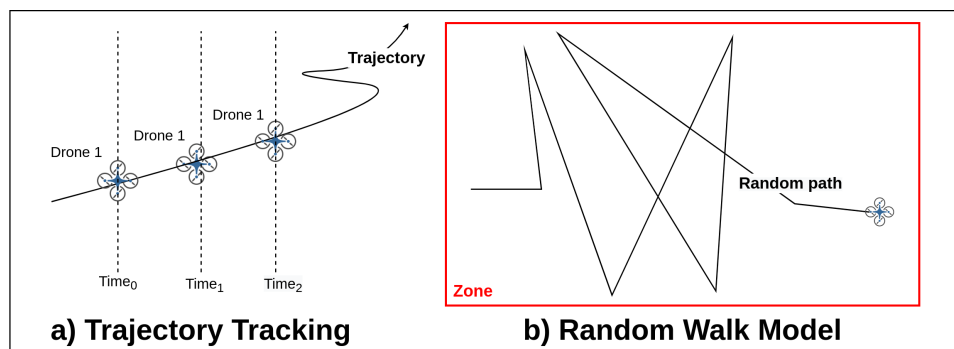 Trajectory
Drone 1
Drone 1
Drone 1
Time0
Time1
Time2
a) Trajectory Tracking
Random path
Zone
b) Random Walk Model